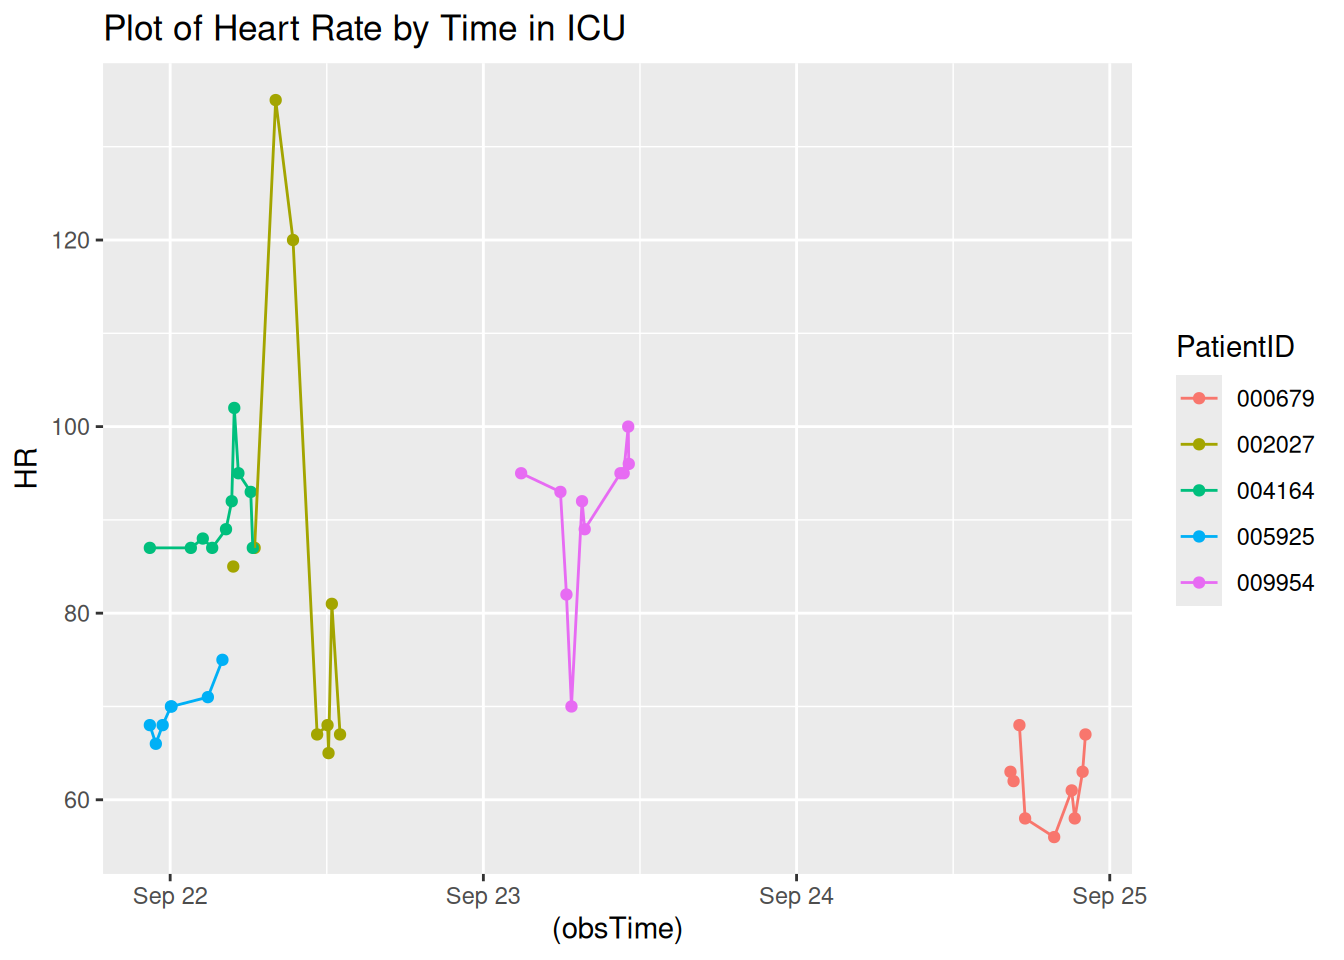 Plot of Heart Rate by Time in ICU
HR
120
100
80
60
Sep 22
Sep 23
Sep 24
Sep 25
(obsTime)
PatientID
000679
002027
004164
005925
009954